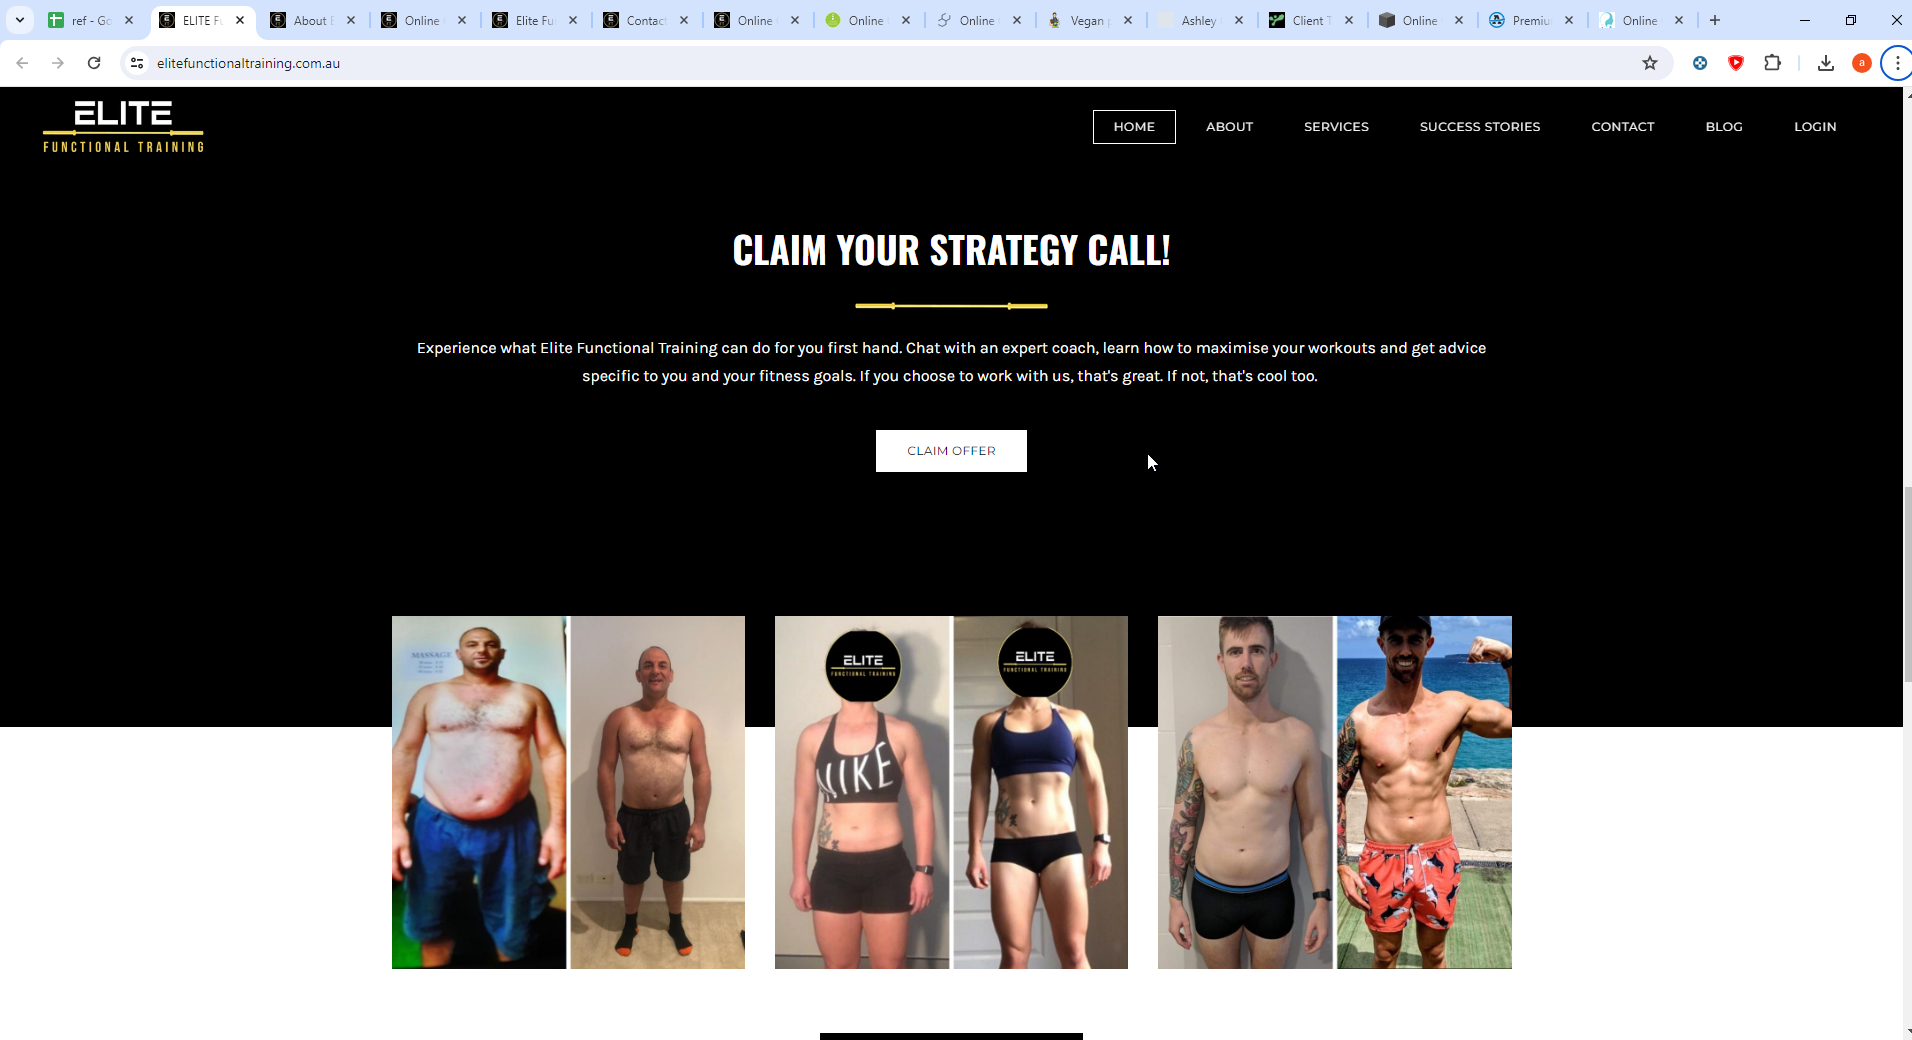 ref - Go
ELITE Fu
About E
Online
Elite Fu
Contac
Online
Online
Online
Vegan p
Ashley
Client T
Online
Premiu
Online
elitefunctionaltraining.com.au
a
ELITE
FUNCTIONAL TRAINING
HOME
ABOUT
SERVICES
SUCCESS STORIES
CONTACT
BLOG
LOGIN
CLAIM YOUR STRATEGY CALL!
Experience what Elite Functional Training can do for you first hand. Chat with an expert coach, learn how to maximise your workouts and get advice
specific to you and your fitness goals. If you choose to work with us, that's great. If not, that's cool too.
CLAIM OFFER
MASSAGE
ELITE
FUNCTIONAL TRAINING
NIKE
ELITE
FUNCTIONAL TRAINING